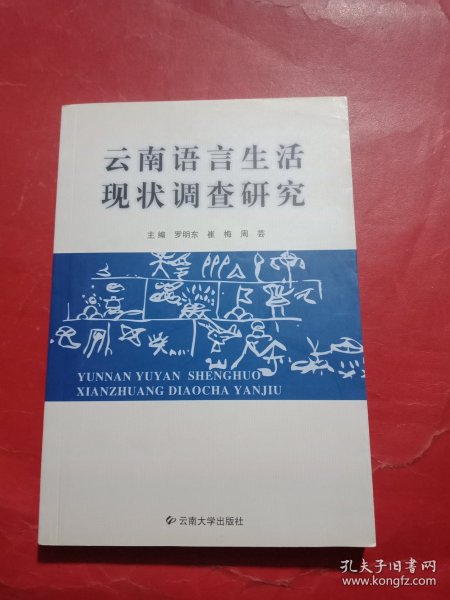 云南语言生活
现状调查研究
主编 罗明东 崔 梅 周 芸
YUNNAN YUYAN SHENGHUO
XIANZHUANG DIAOCHA YANJIU
云南大学出版社
孔夫子旧书网
www.kongfz.com